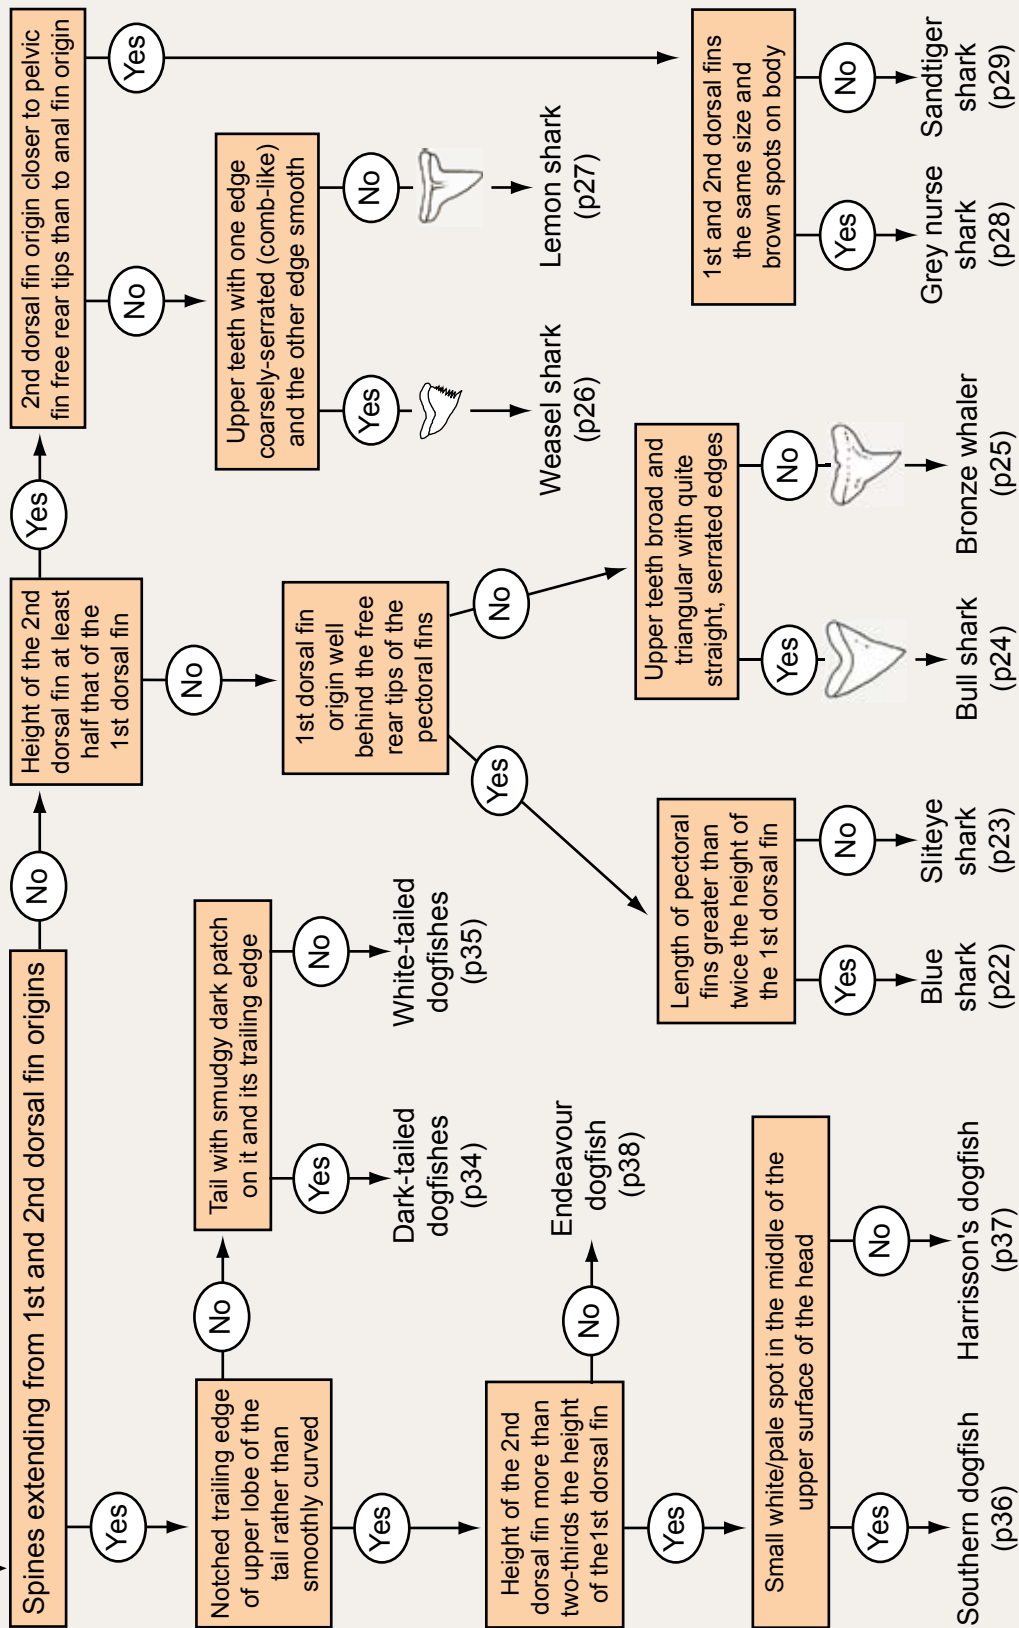 Spines extending from 1st and 2nd dorsal fin origins
No
Yes
Height of the 2nd
dorsal fin at least
half that of the
1st dorsal fin
Yes
No
2nd dorsal fin origin closer to pelvic
fin free rear tips than to anal fin origin
No
Yes
Notched trailing edge
of upper lobe of the
tail rather than
smoothly curved
No
Yes
Tail with smudgy dark patch
on it and its trailing edge
Yes
No
Dark-tailed
dogfishes
(p34)
White-tailed
dogfishes
(p35)
1st dorsal fin
origin well
behind the free
rear tips of the
pectoral fins
Yes
No
Upper teeth with one edge
coarsely-serrated (comb-like)
and the other edge smooth
Yes
No
Weasel shark
(p26)
Lemon shark
(p27)
Height of the 2nd
dorsal fin more than
two-thirds the height
of the1st dorsal fin
No
Yes
Endeavour
dogfish
(p38)
Length of pectoral
fins greater than
twice the height of
the 1st dorsal fin
Yes
No
Blue
shark
(p22)
Sliteye
shark
(p23)
Upper teeth broad and
triangular with quite
straight, serrated edges
Yes
No
Bull shark
(p24)
Bronze whaler
(p25)
1st and 2nd dorsal fins
the same size and
brown spots on body
Yes
No
Grey nurse
shark
(p28)
Sandtiger
shark
(p29)
Small white/pale spot in the middle of the
upper surface of the head
Yes
No
Southern dogfish
(p36)
Harrisson's dogfish
(p37)